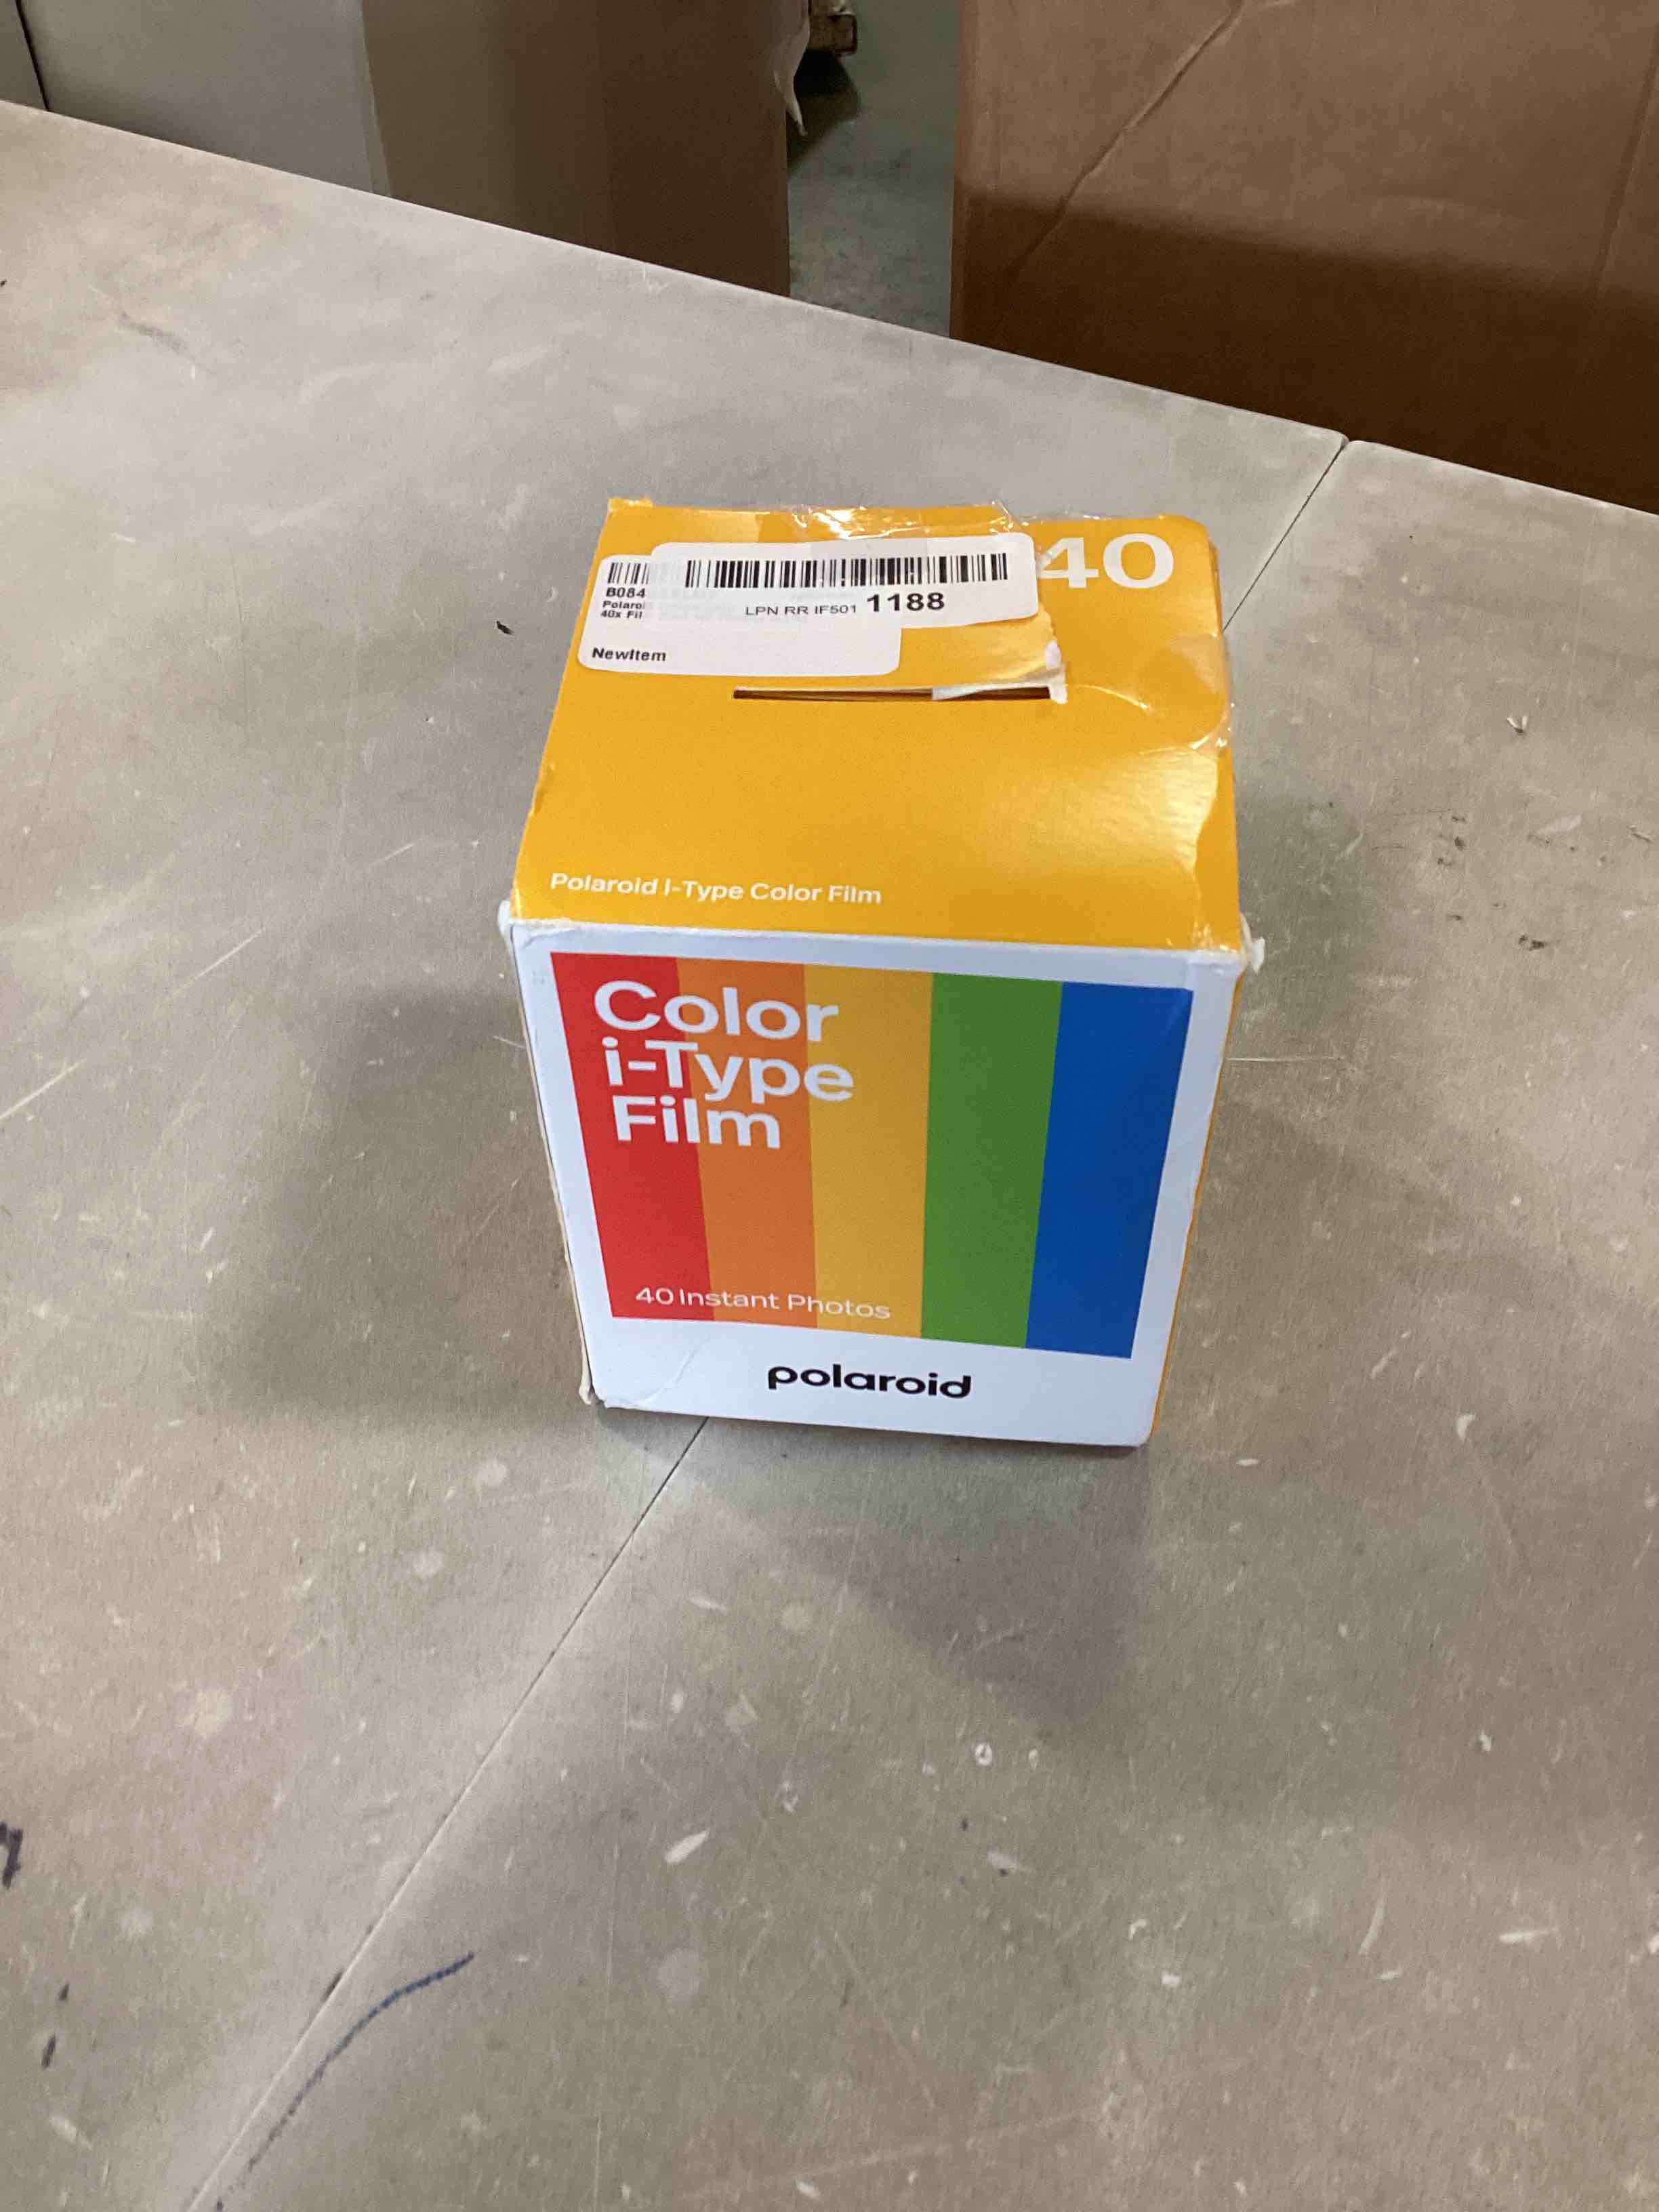 40
B084
Polaroi
40x Fil
LPN RR IF501 1188
NewItem
Polaroid i-Type Color Film
Color
i-Type
Film
40 Instant Photos
polaroid